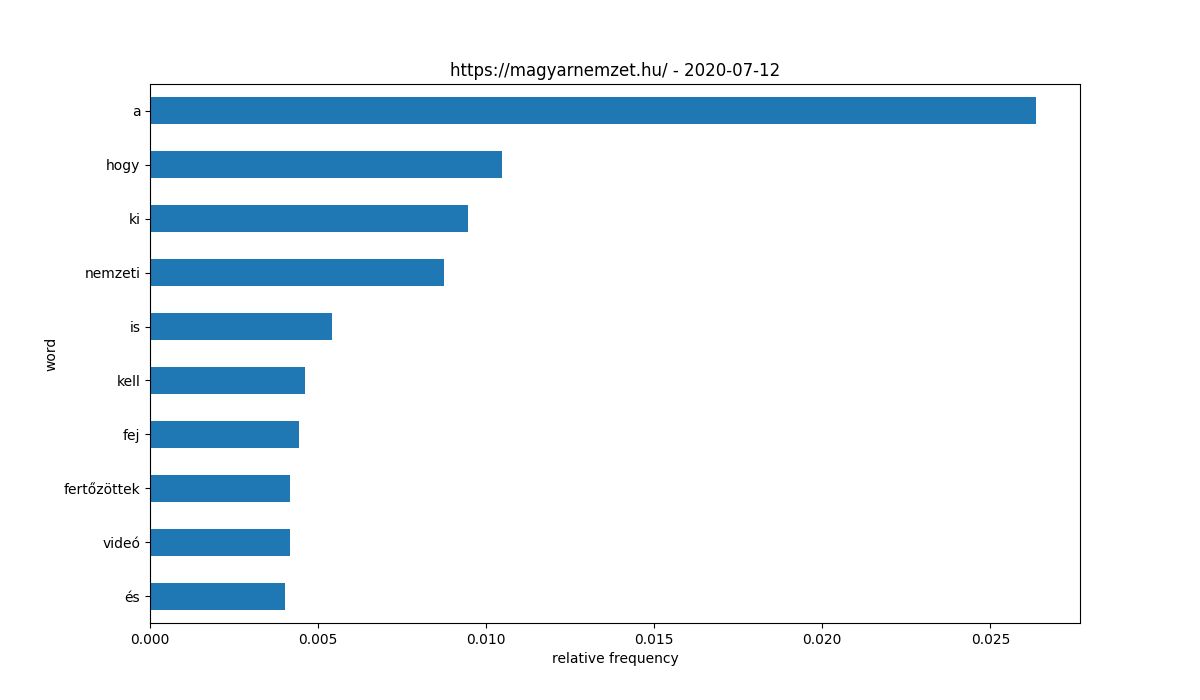 https://magyarnemzet.hu/ - 2020-07-12
a
hogy
ki
nemzeti
is
kell
fej
fertőzöttek
videó
és
word
0.000 0.005 0.010 0.015 0.020 0.025
relative frequency